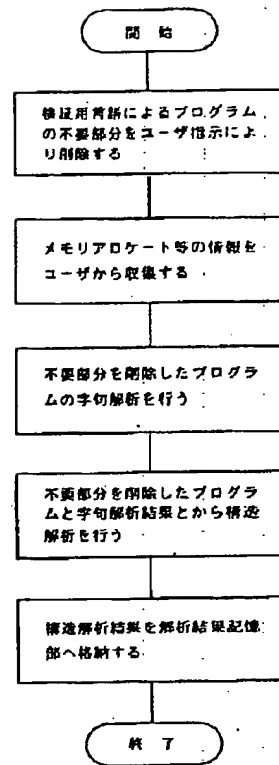 開 始
検証用言語によるプログラム
の不要部分をユーザ指示によ
り削除する
メモリアロケート等の情報を
ユーザから収集する
不要部分を削除したプログラ
ムの字句解析を行う
不要部分を削除したプログラ
ムと字句解析結果とから構造
解析を行う
構造解析結果を解析結果記憶
部へ格納する
終 了